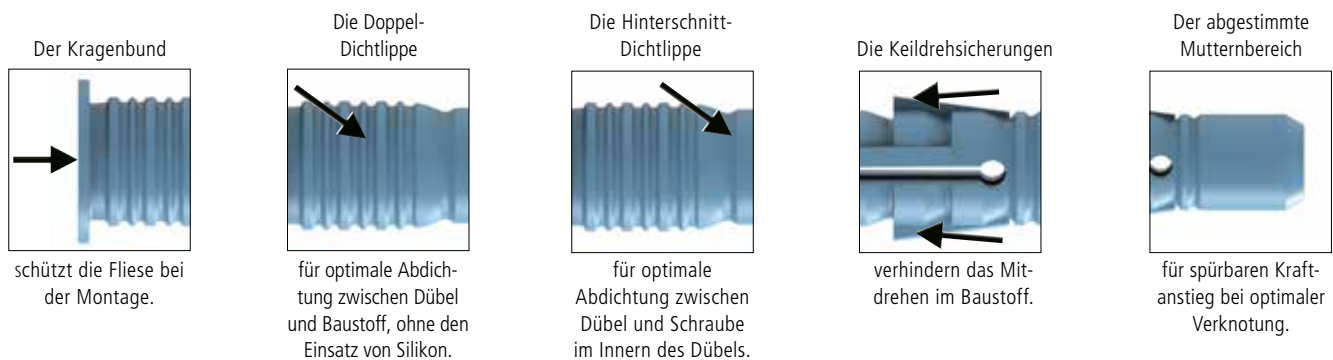 Der Kragenbund
schützt die Fliese bei
der Montage.
Die Doppel-
Dichtlippe
für optimale Abdich-
tung zwischen Dübel
und Baustoff, ohne den
Einsatz von Silikon.
Die Hinterschnitt-
Dichtlippe
für optimale
Abdichtung zwischen
Dübel und Schraube
im Innern des Dübels.
Die Keildrehsicherungen
verhindern das Mit-
drehen im Baustoff.
Der abgestimmte
Mutternbereich
für spürbaren Kraft-
anstieg bei optimaler
Verknotung.